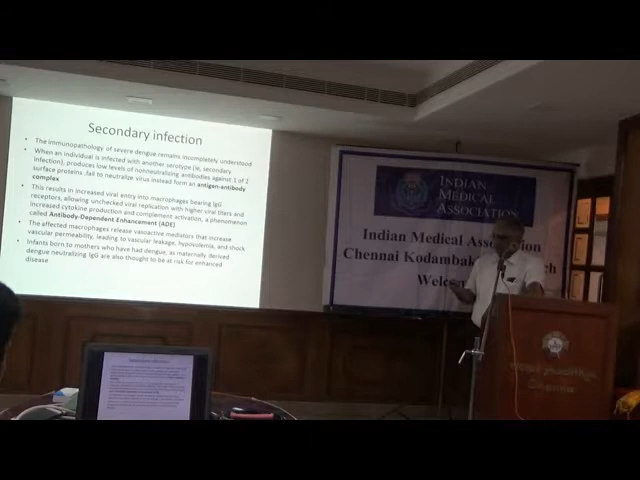 Secondary infection
• The immunopathology of severe dengue remains incompletely understood
• When an individual is infected with another serotype (ie, secondary
infection), produces low levels of nonneutralizing antibodies against 1 of 2
surface proteins ,fail to neutralize virus instead form an antigen-antibody
complex
• This results in increased viral entry into macrophages bearing IgG
receptors, allowing unchecked viral replication with higher viral titers and
increased cytokine production and complement activation, a phenomenon
called Antibody-Dependent Enhancement (ADE)
• The affected macrophages release vasoactive mediators that increase
vascular permeability, leading to vascular leakage, hypovolemia, and shock
• Infants born to mothers who have had dengue, as maternally derived
dengue neutralizing IgG are also thought to be at risk for enhanced
disease
INDIAN
MEDICAL
ASSOCIATION
Indian Medical Association
Chennai Kodambak
Welco
Chennai